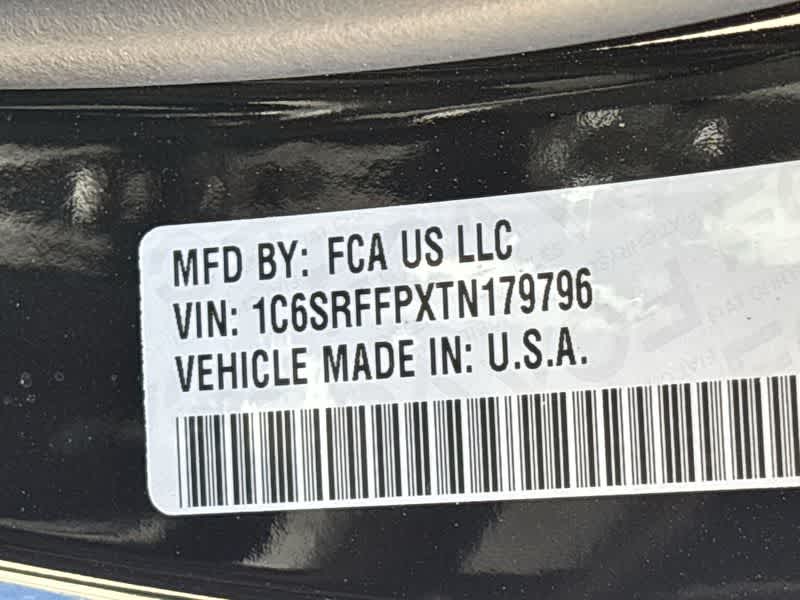 MFD BY: FCA US LLC
VIN: 1C6SRFFPXTN179796
VEHICLE MADE IN: U.S.A.